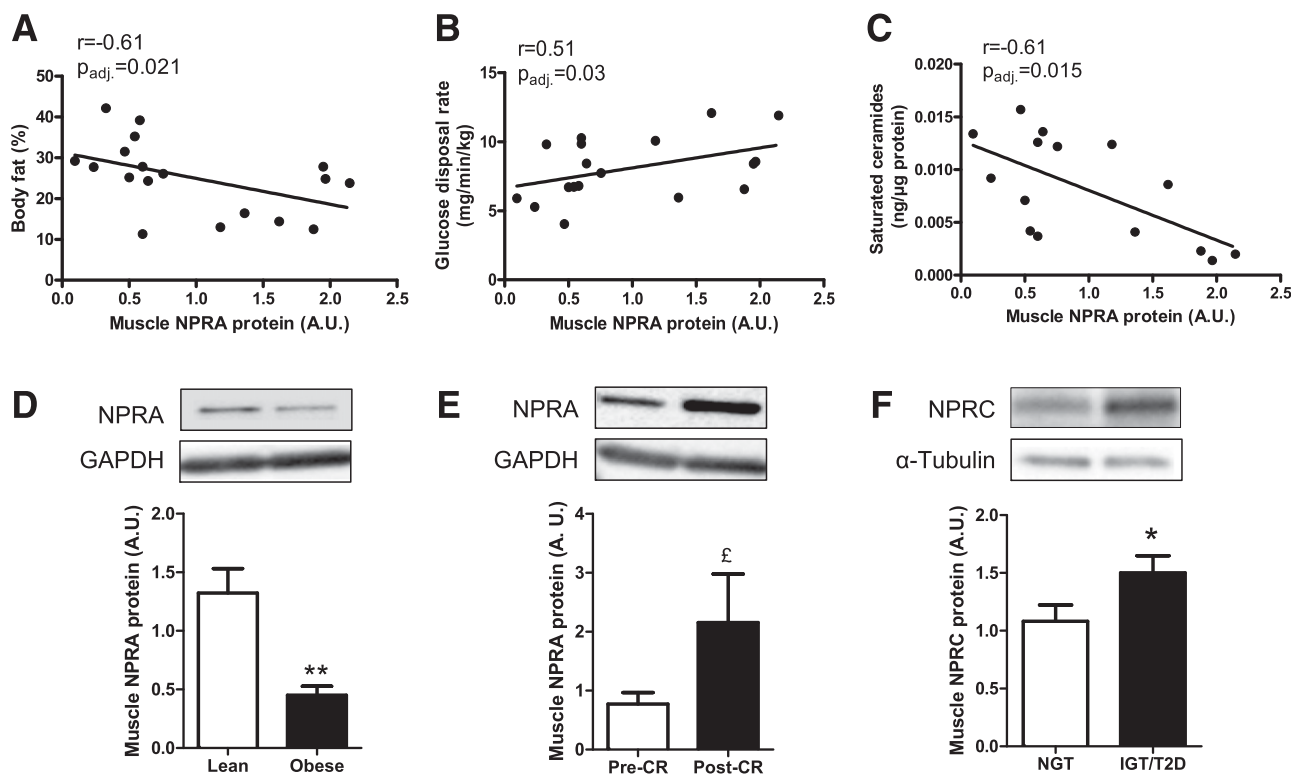 A
r=-0.61
padj.=0.021
Body fat (%)
50
40
30
20
10
0
0.0 0.5 1.0 1.5 2.0 2.5
Muscle NPRA protein (A.U.)
B
r=0.51
padj.=0.03
Glucose disposal rate
(mg/min/kg)
15
10
5
0
0.0 0.5 1.0 1.5 2.0 2.5
Muscle NPRA protein (A.U.)
C
r=-0.61
padj.=0.015
Saturated ceramides
(ng/µg protein)
0.020
0.015
0.010
0.005
0.000
0.0 0.5 1.0 1.5 2.0 2.5
Muscle NPRA protein (A.U.)
D
NPRA
GAPDH
Muscle NPRA protein (A.U.)
2.0
1.5
1.0
0.5
0.0
**
Lean Obese
E
NPRA
GAPDH
Muscle NPRA protein (A. U.)
4
3
2
1
0
£
Pre-CR Post-CR
F
NPRC
α-Tubulin
Muscle NPRC protein (A.U.)
2.0
1.5
1.0
0.5
0.0
*
NGT IGT/T2D